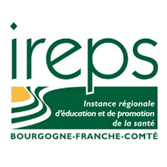 ireps
Instance régionale
d'éducation et de promotion
de la santé
BOURGOGNE-FRANCHE-COMTÉ